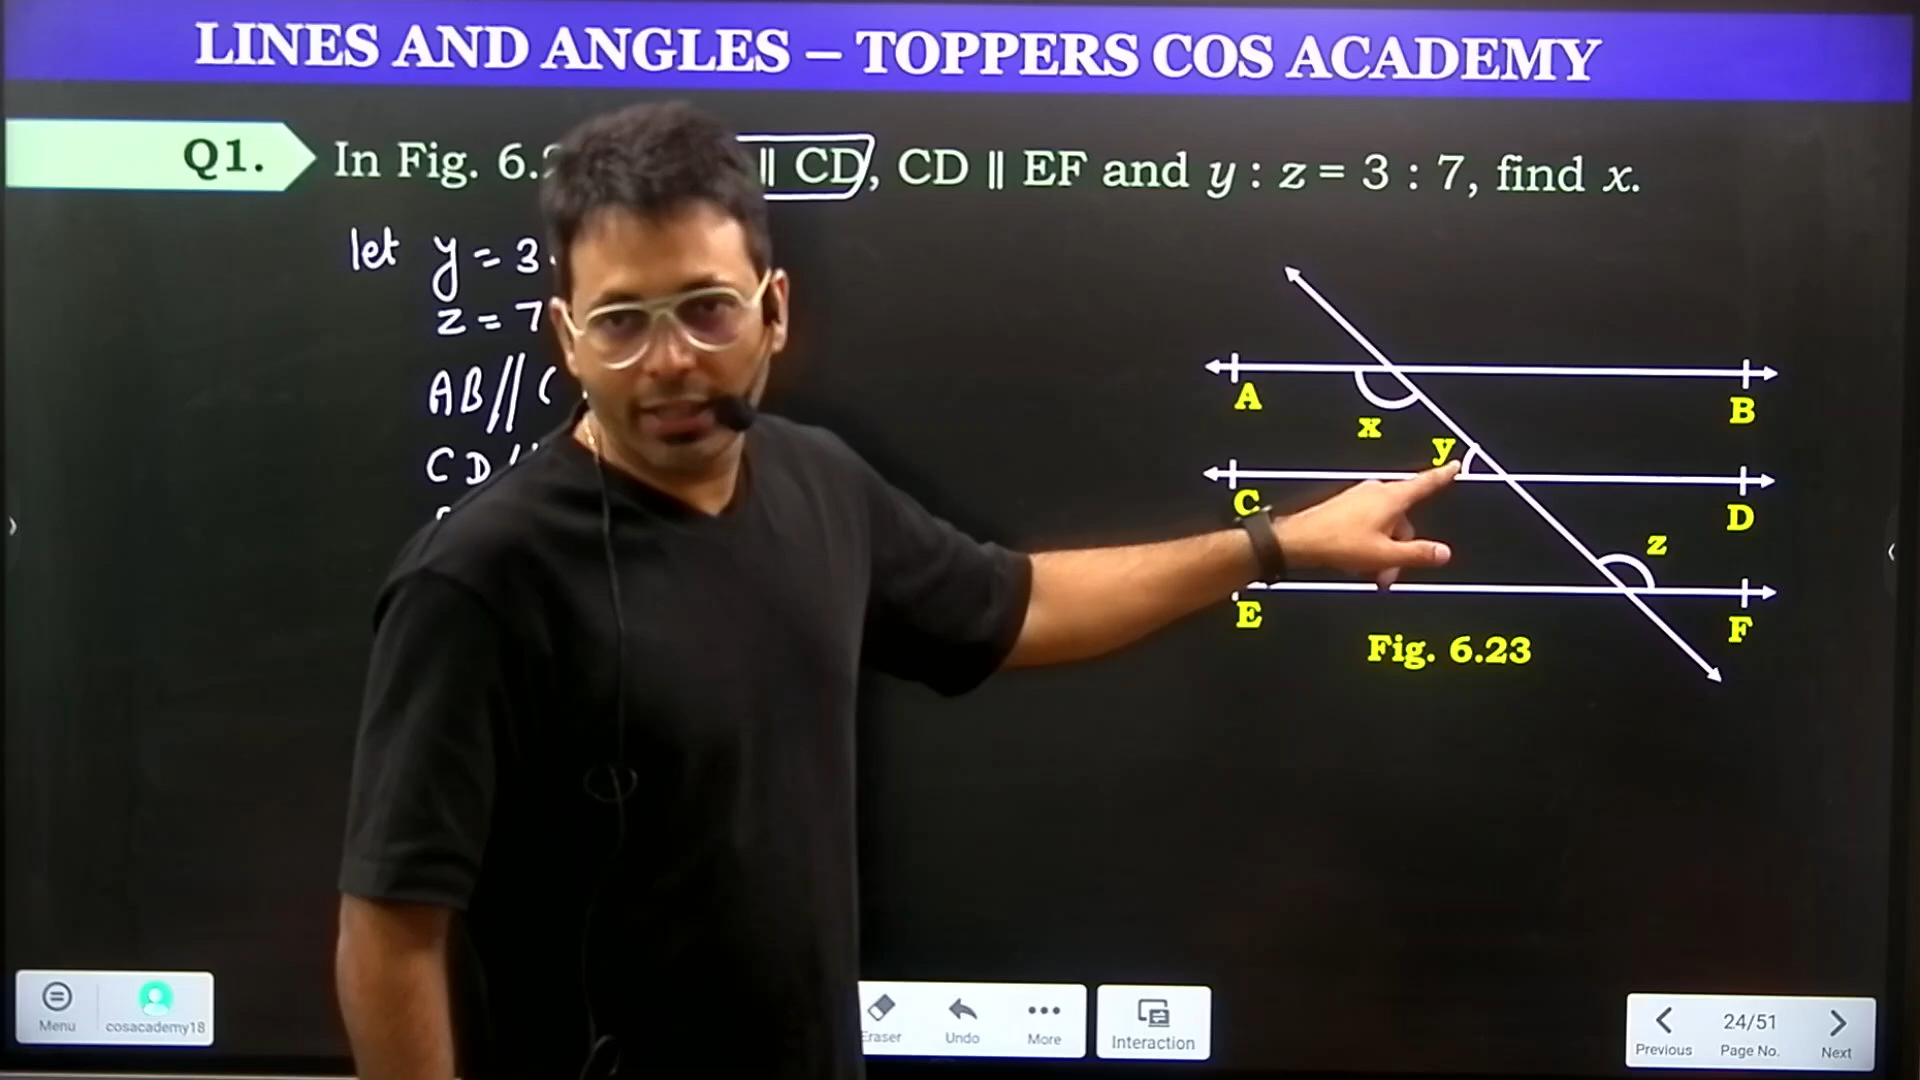 LINES AND ANGLES – TOPPERS COS ACADEMY
Q1. In Fig. 6. ∥ CD, CD ∥ EF and y : z = 3 : 7, find x.
let y = 3
z = 7
AB//
CD
A
B
x
y
C
D
z
E
F
Fig. 6.23
Menu
cosacademy18
Eraser
Undo
More
Interaction
Previous
24/51
Page No.
Next